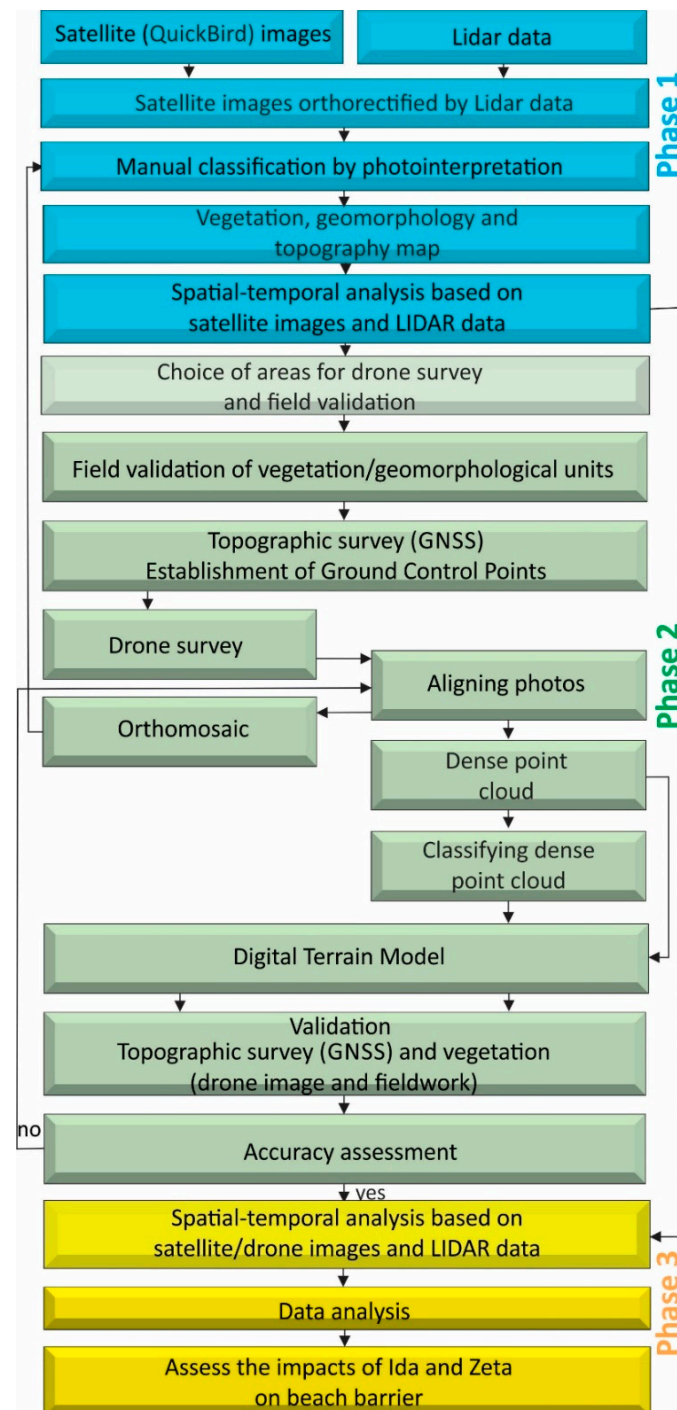 Satellite (QuickBird) images
Lidar data
Phase 1
Satellite images orthorectified by Lidar data
Manual classification by photointerpretation
Vegetation, geomorphology and
topography map
Spatial-temporal analysis based on
satellite images and LIDAR data
Choice of areas for drone survey
and field validation
Field validation of vegetation/geomorphological units
Topographic survey (GNSS)
Establishment of Ground Control Points
Phase 2
Drone survey
Aligning photos
Orthomosaic
Dense point
cloud
Classifying dense
point cloud
Digital Terrain Model
Validation
Topographic survey (GNSS) and vegetation
(drone image and fieldwork)
no
Accuracy assessment
yes
Spatial-temporal analysis based on
satellite/drone images and LIDAR data
Phase 3
Data analysis
Assess the impacts of Ida and Zeta
on beach barrier